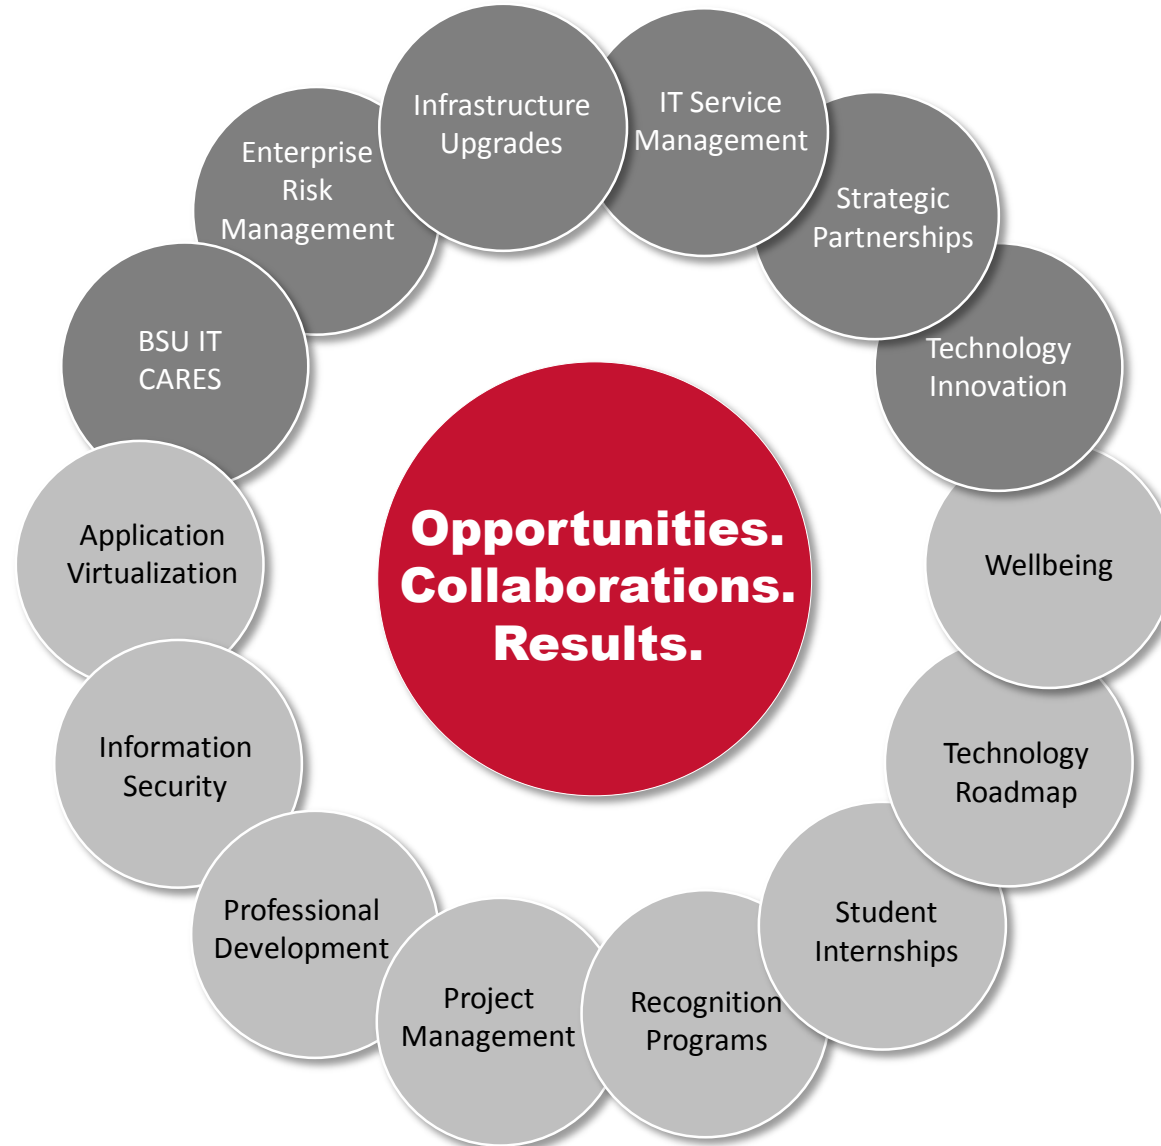 Infrastructure
Upgrades
IT Service
Management
Strategic
Partnerships
Technology
Innovation
Wellbeing
Technology
Roadmap
Student
Internships
Recognition
Programs
Project
Management
Professional
Development
Information
Security
Application
Virtualization
BSU IT
CARES
Enterprise
Risk
Management
Opportunities.
Collaborations.
Results.